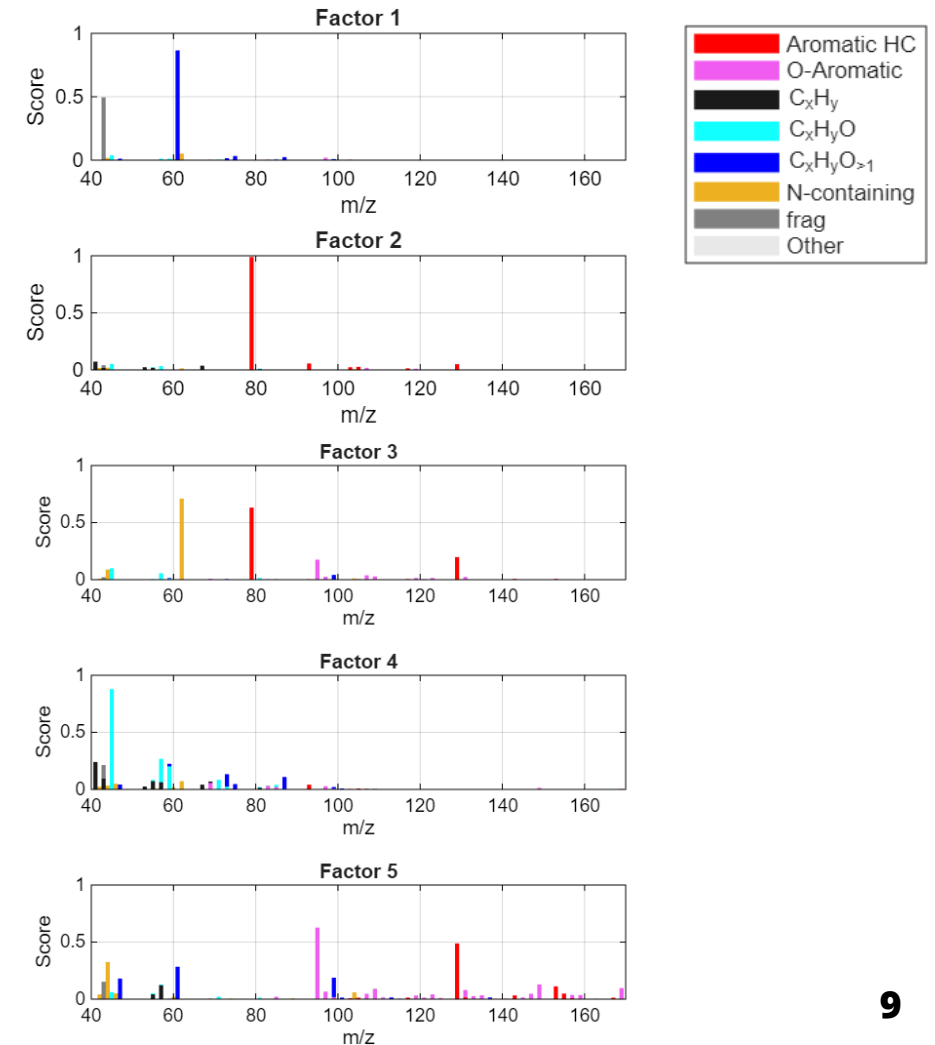 Factor 1
1
0.5
0
Score
40 60 80 100 120 140 160
m/z
Factor 2
1
0.5
0
Score
40 60 80 100 120 140 160
m/z
Factor 3
1
0.5
0
Score
40 60 80 100 120 140 160
m/z
Factor 4
1
0.5
0
Score
40 60 80 100 120 140 160
m/z
Factor 5
1
0.5
0
Score
40 60 80 100 120 140 160
m/z
Aromatic HC
O-Aromatic
CxHy
CxHyO
CxHyO>1
N-containing
frag
Other
9